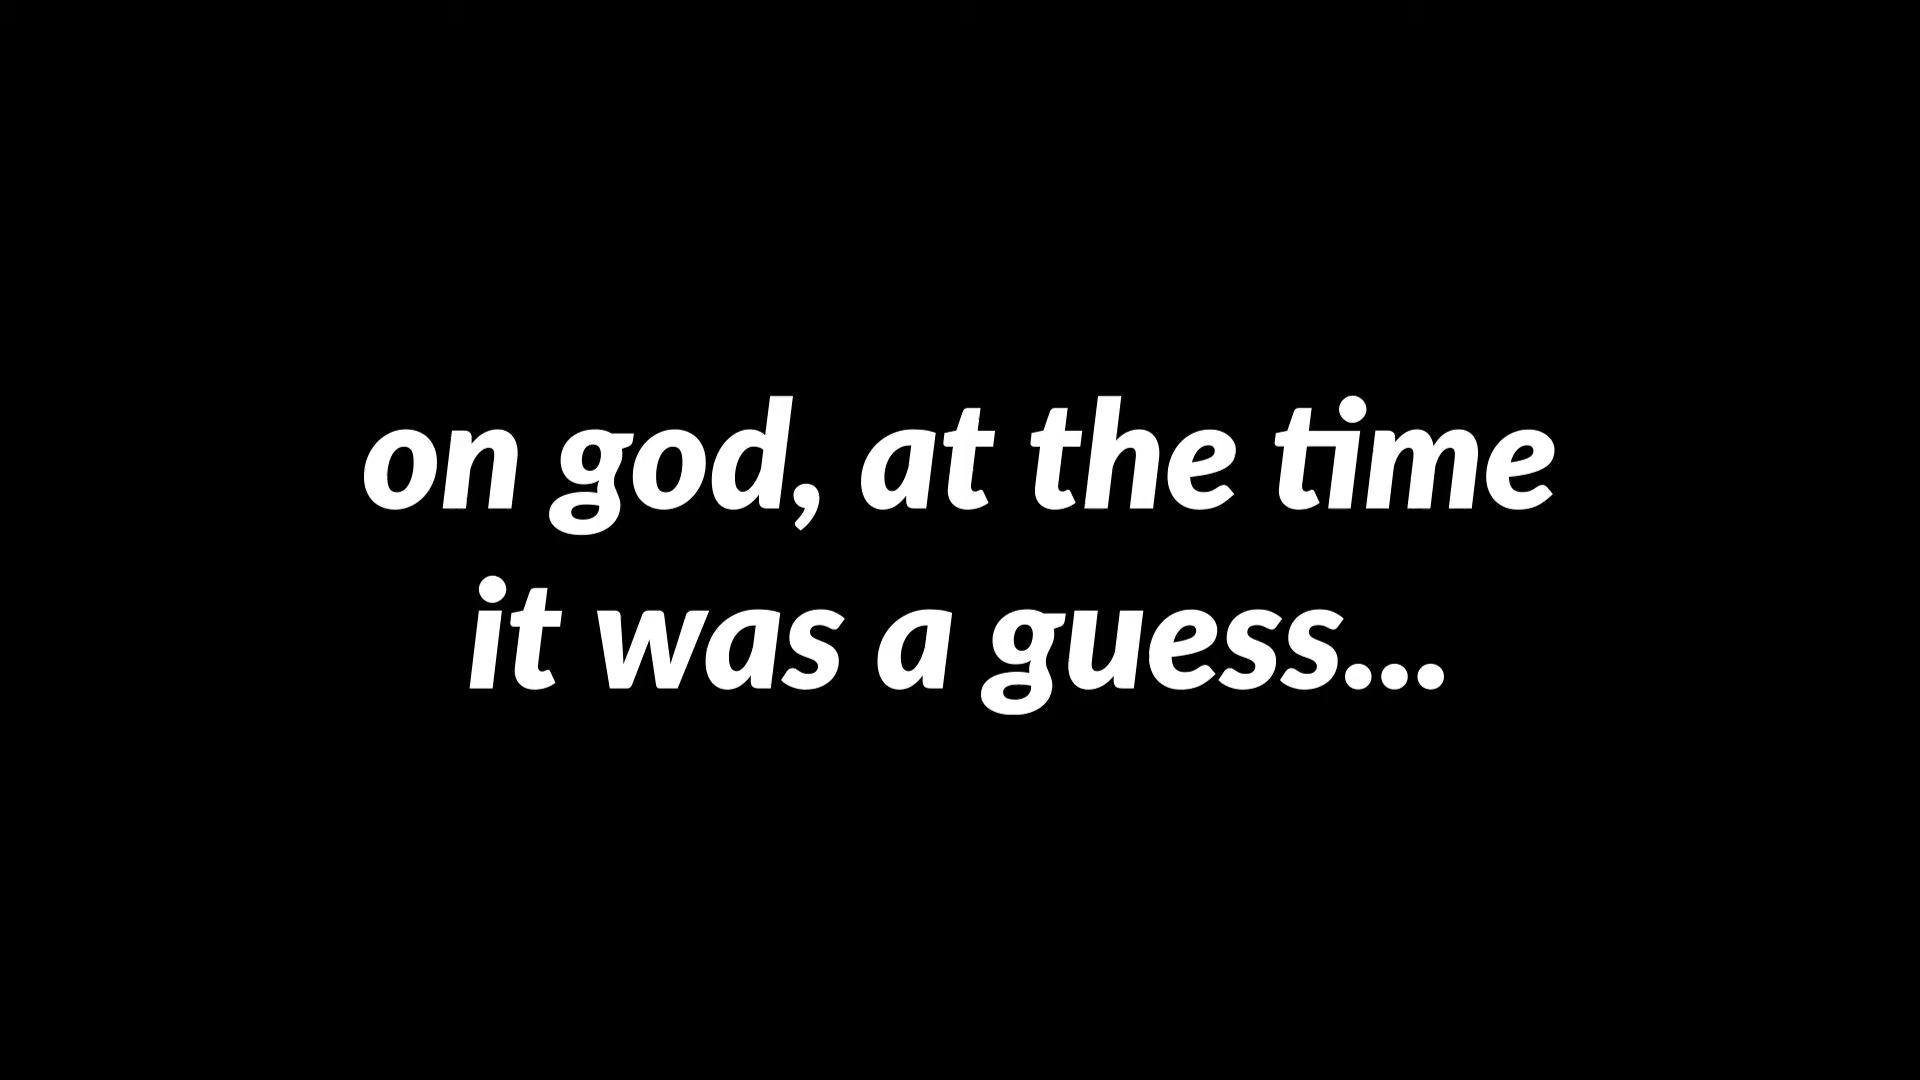 on god, at the time
it was a guess...